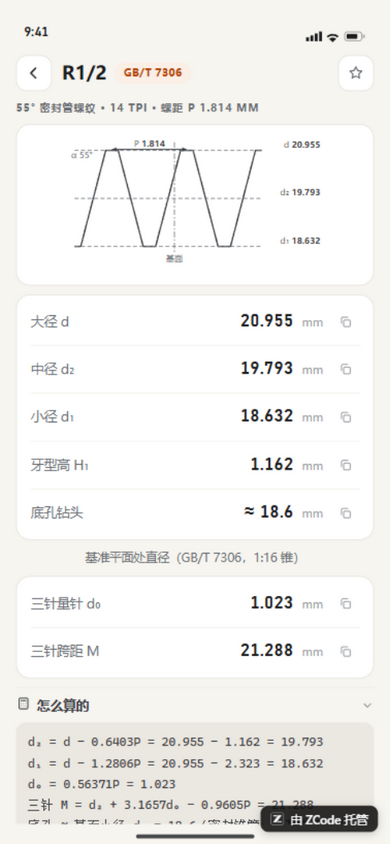 9:41
R1/2 GB/T 7306
55° 密封管螺纹 • 14 TPI • 螺距 P 1.814 MM
P 1.814
α 55°
d 20.955
d₂ 19.793
d₁ 18.632
基面
大径 d 20.955 mm
中径 d₂ 19.793 mm
小径 d₁ 18.632 mm
牙型高 H₁ 1.162 mm
底孔钻头 ≈ 18.6 mm
基准平面处直径（GB/T 7306，1:16 锥）
三针量针 d₀ 1.023 mm
三针跨距 M 21.288 mm
怎么算的
d₂ = d − 0.6403P = 20.955 − 1.162 = 19.793
d₁ = d − 1.2806P = 20.955 − 2.323 = 18.632
d₀ = 0.56371P = 1.023
三针 M = d₂ + 3.1657d₀ − 0.9605P = 21.288
由 ZCode 托管